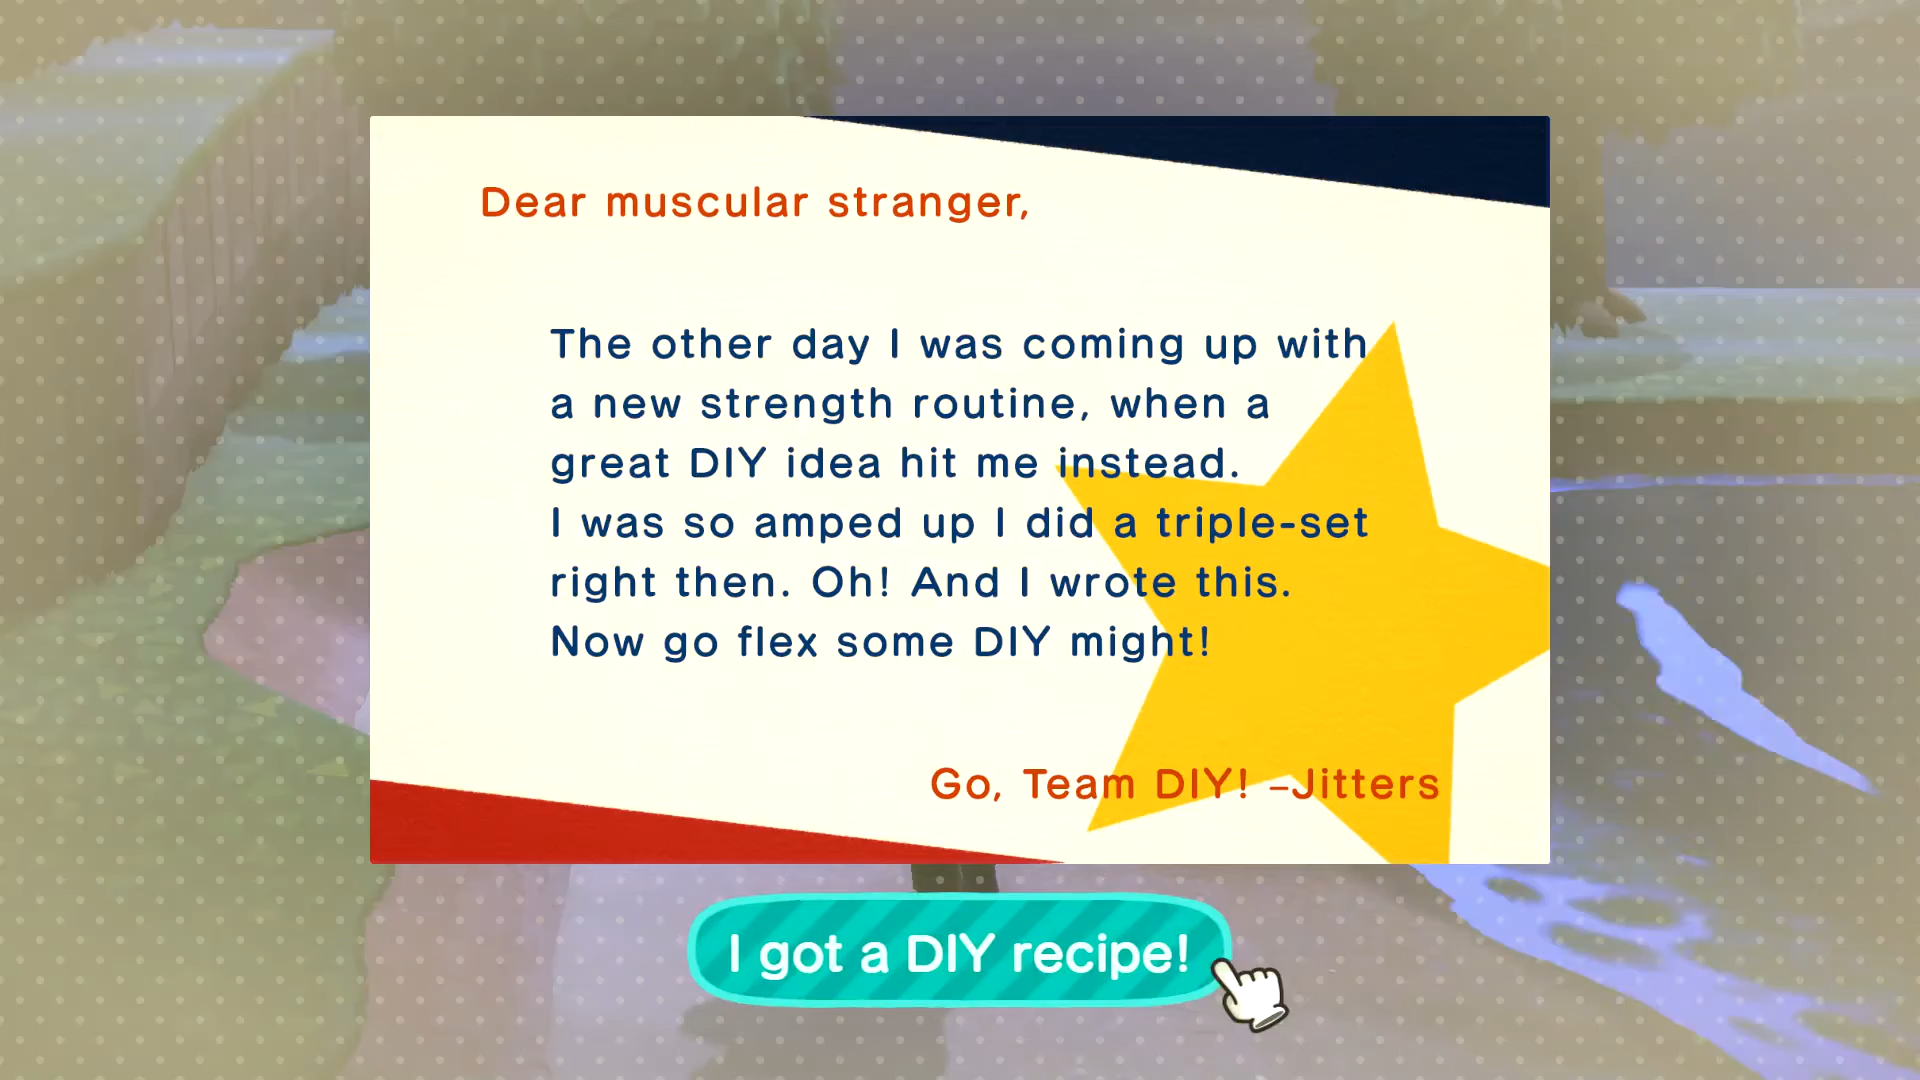 Dear muscular stranger,
The other day I was coming up with
a new strength routine, when a
great DIY idea hit me instead.
I was so amped up I did a triple-set
right then. Oh! And I wrote this.
Now go flex some DIY might!
Go, Team DIY! –Jitters
I got a DIY recipe!